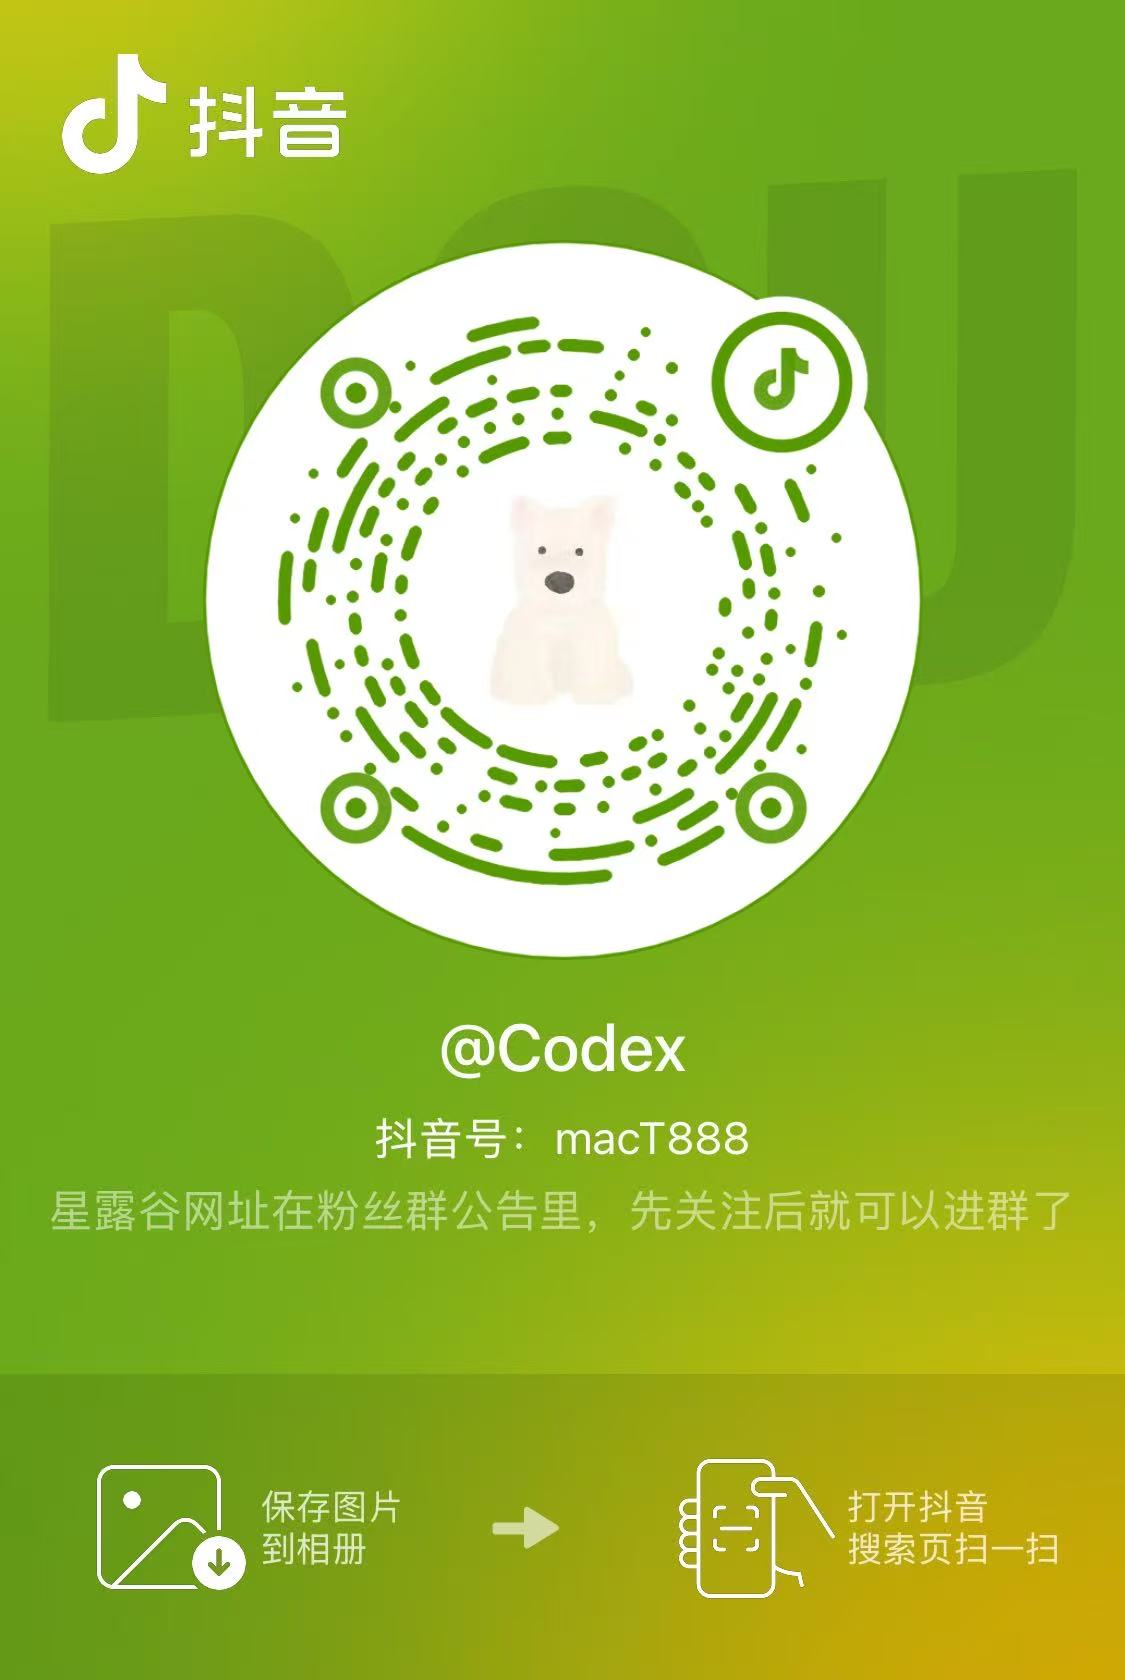 抖音
DOU
@Codex
抖音号：macT888
星露谷网址在粉丝群公告里，先关注后就可以进群了
保存图片
到相册
打开抖音
搜索页扫一扫